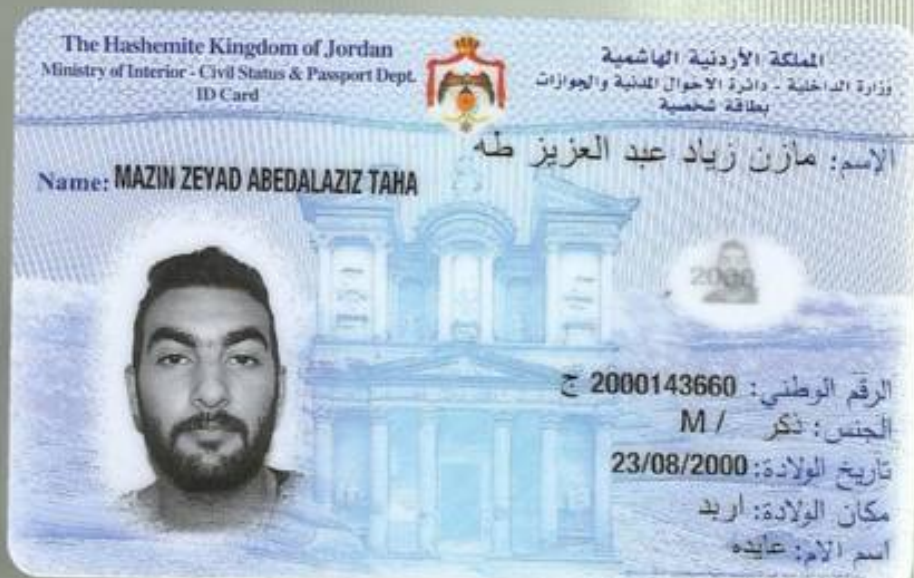 The Hashemite Kingdom of Jordan
Ministry of Interior - Civil Status & Passport Dept.
ID Card
المملكة الأردنية الهاشمية
وزارة الداخلية - دائرة الاحوال المدنية والجوازات
بطاقة شخصية
الإسم: مازن زياد عبد العزيز طه
Name: MAZIN ZEYAD ABEDALAZIZ TAHA
2000
الرقم الوطني: 2000143660 ج
الجنس: ذكر / M
تاريخ الولادة: 23/08/2000
مكان الولادة: اربد
اسم الام: عايده